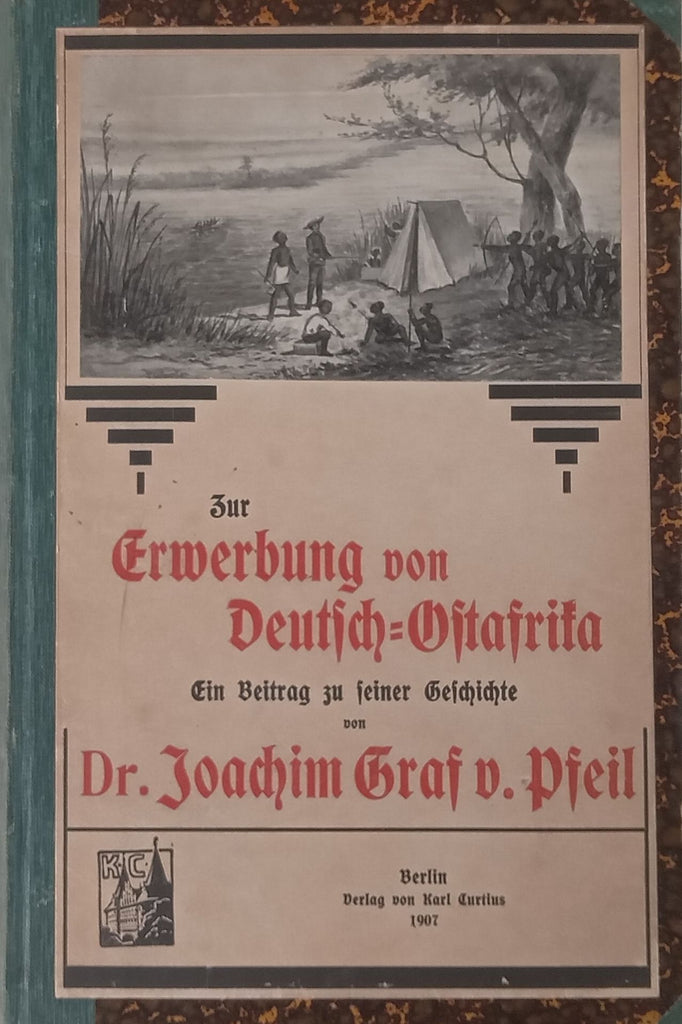 Zur
Erwerbung von
Deutſch=Oſtafrika
Ein Beitrag zu ſeiner Geſchichte
von
Dr. Joachim Graf v. Pfeil
K. C.
Berlin
Verlag von Karl Curtius
1907